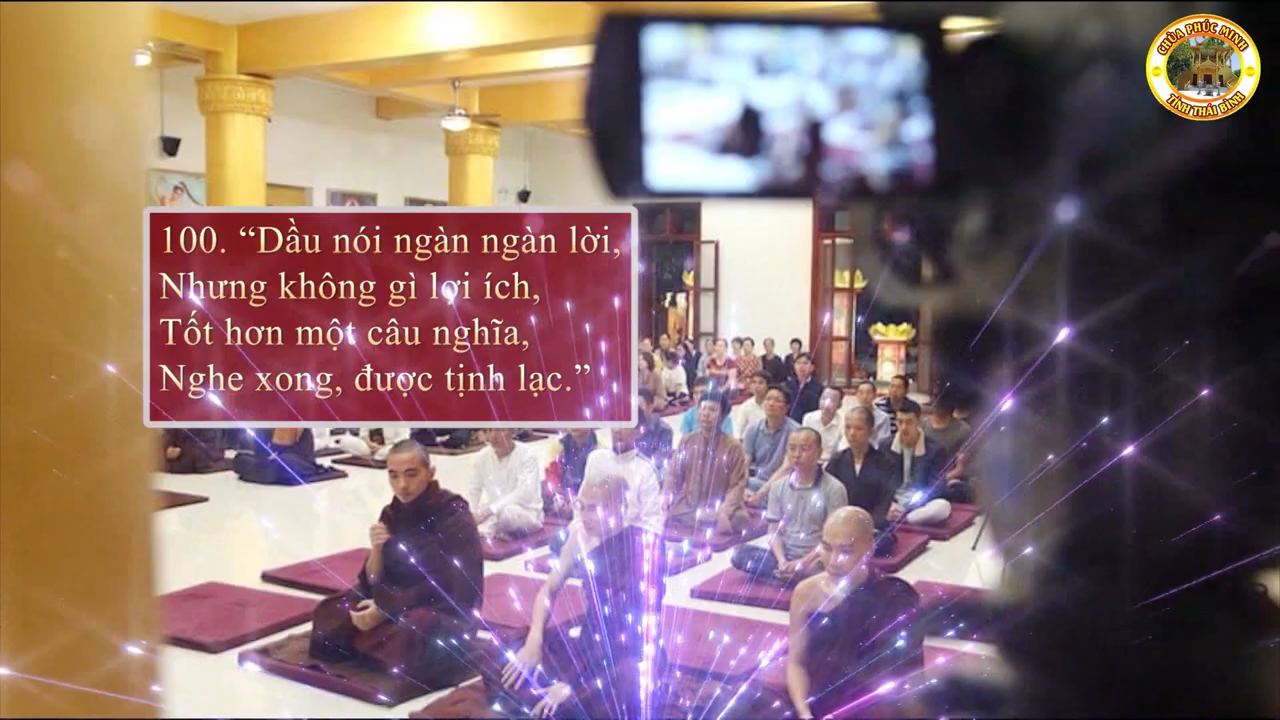 CHÙA PHÚC MINH
TỈNH THÁI BÌNH
100. “Dầu nói ngàn ngàn lời,
Nhưng không gì lợi ích,
Tốt hơn một câu nghĩa,
Nghe xong, được tịnh lạc.”